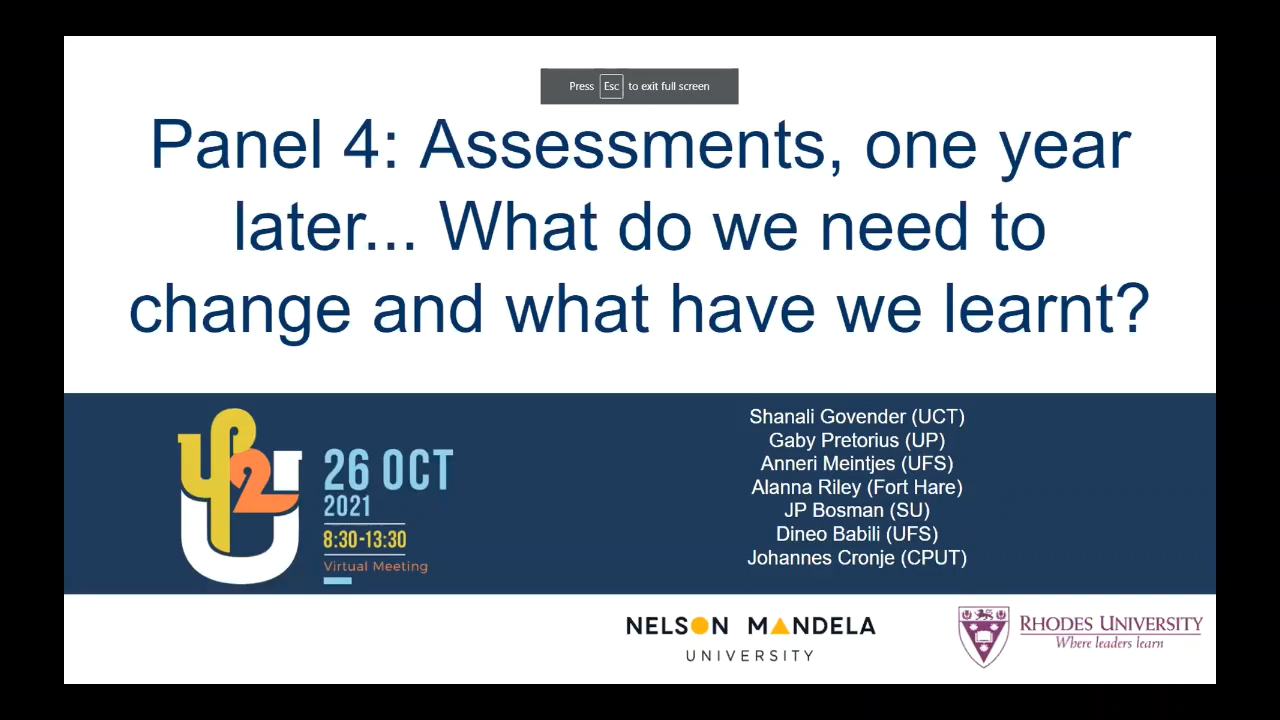 Press Esc to exit full screen
Panel 4: Assessments, one year
later... What do we need to
change and what have we learnt?
UP2U
26 OCT
2021
8:30-13:30
Virtual Meeting
Shanali Govender (UCT)
Gaby Pretorius (UP)
Anneri Meintjes (UFS)
Alanna Riley (Fort Hare)
JP Bosman (SU)
Dineo Babili (UFS)
Johannes Cronje (CPUT)
NELSON MANDELA
UNIVERSITY
RHODES UNIVERSITY
Where leaders learn